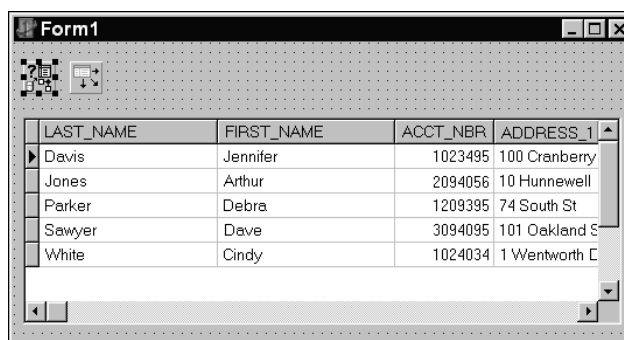 Form1
LAST_NAME FIRST_NAME ACCT_NBR ADDRESS_1
Davis Jennifer 1023495 100 Cranberry
Jones Arthur 2094056 10 Hunnewell
Parker Debra 1209395 74 South St
Sawyer Dave 3094095 101 Oakland S
White Cindy 1024034 1 Wentworth D